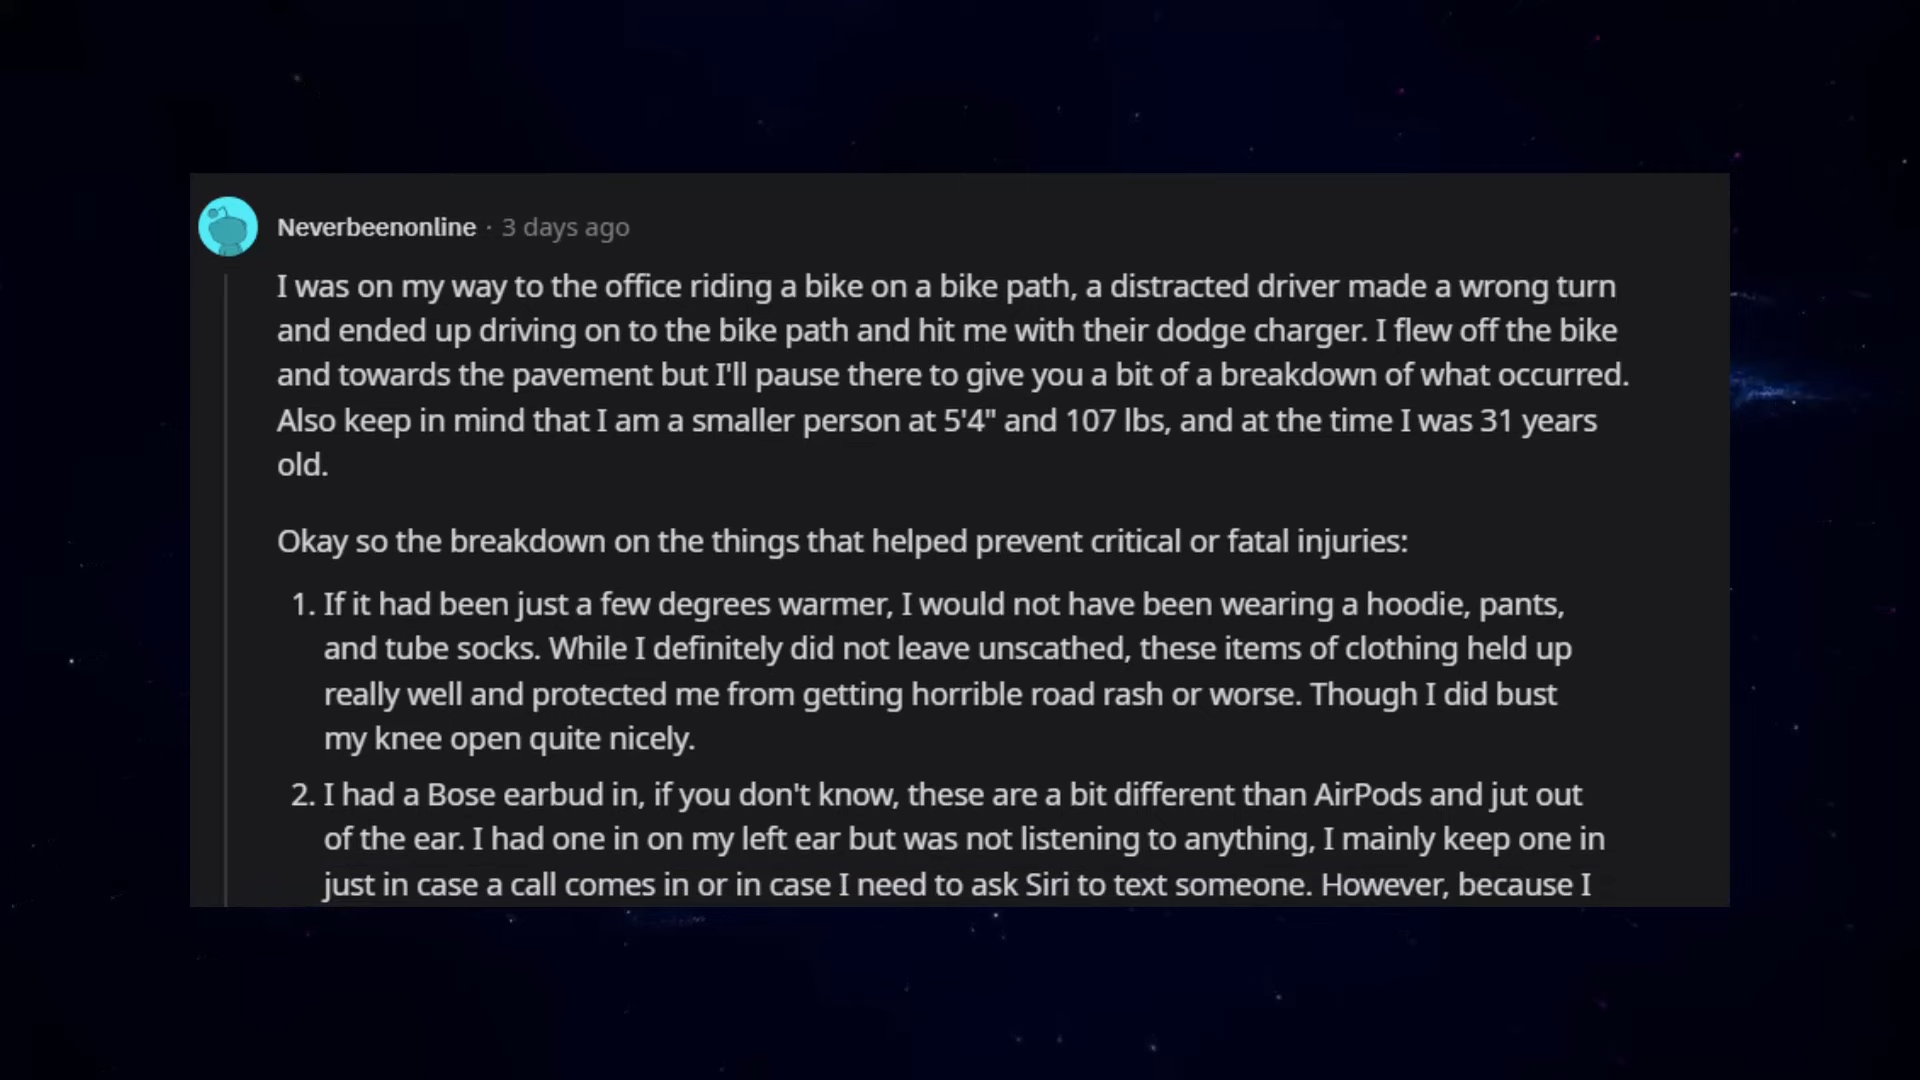 Neverbeenonline · 3 days ago
I was on my way to the office riding a bike on a bike path, a distracted driver made a wrong turn
and ended up driving on to the bike path and hit me with their dodge charger. I flew off the bike
and towards the pavement but I'll pause there to give you a bit of a breakdown of what occurred.
Also keep in mind that I am a smaller person at 5'4" and 107 lbs, and at the time I was 31 years
old.
Okay so the breakdown on the things that helped prevent critical or fatal injuries:
1. If it had been just a few degrees warmer, I would not have been wearing a hoodie, pants,
and tube socks. While I definitely did not leave unscathed, these items of clothing held up
really well and protected me from getting horrible road rash or worse. Though I did bust
my knee open quite nicely.
2. I had a Bose earbud in, if you don't know, these are a bit different than AirPods and jut out
of the ear. I had one in on my left ear but was not listening to anything, I mainly keep one in
just in case a call comes in or in case I need to ask Siri to text someone. However, because I